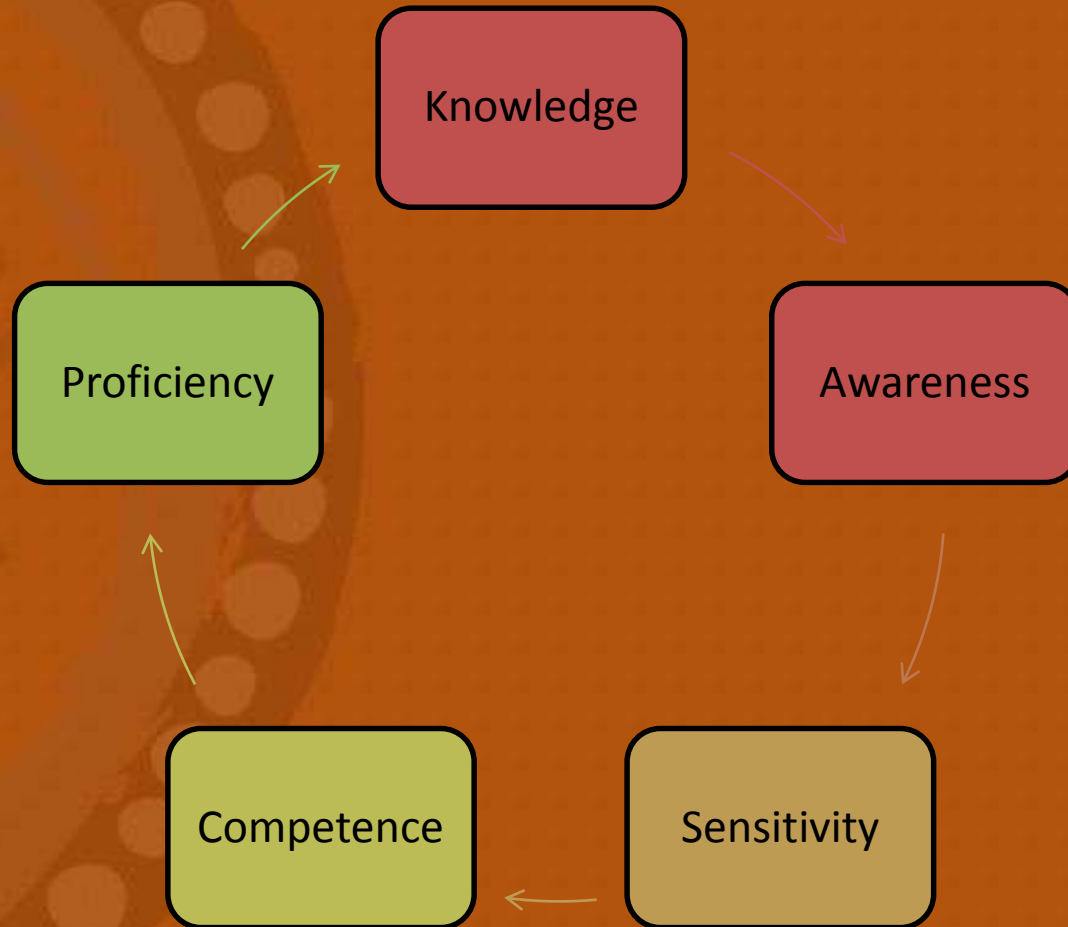 Knowledge
Awareness
Sensitivity
Competence
Proficiency